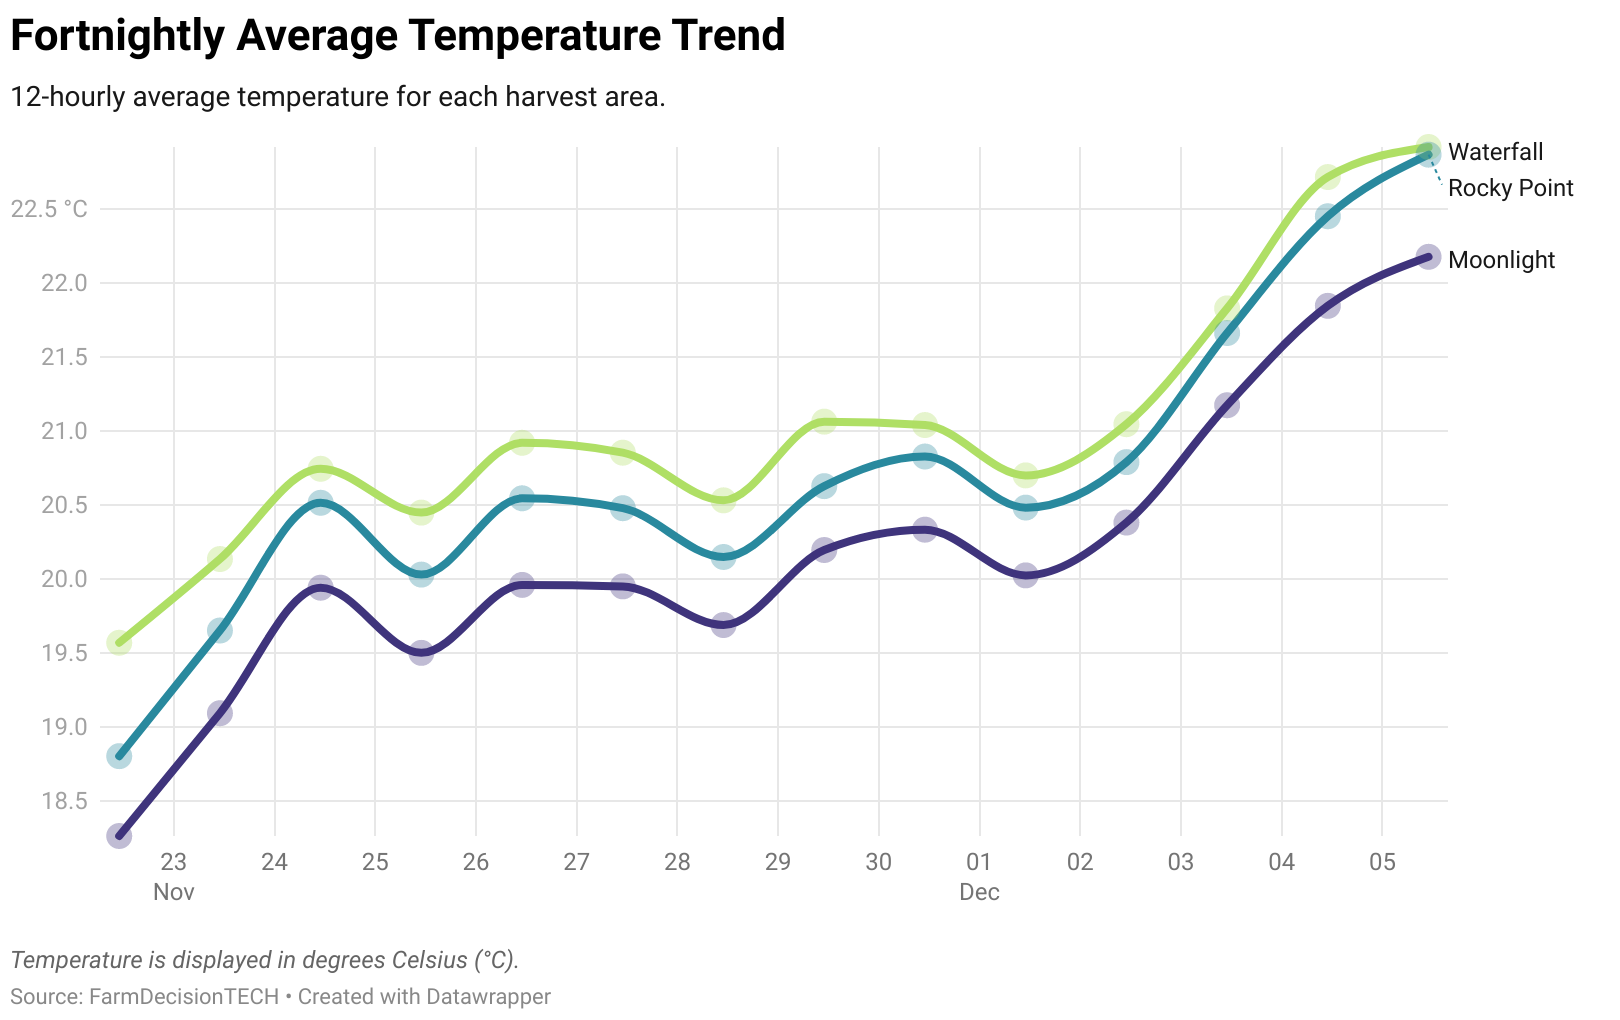 Fortnightly Average Temperature Trend
12-hourly average temperature for each harvest area.
Waterfall
Rocky Point
22.5 °C
Moonlight
22.0
21.5
21.0
20.5
20.0
19.5
19.0
18.5
23 24 25 26 27 28 29 30 01 02 03 04 05
Nov Dec
Temperature is displayed in degrees Celsius (°C).
Source: FarmDecisionTECH • Created with Datawrapper